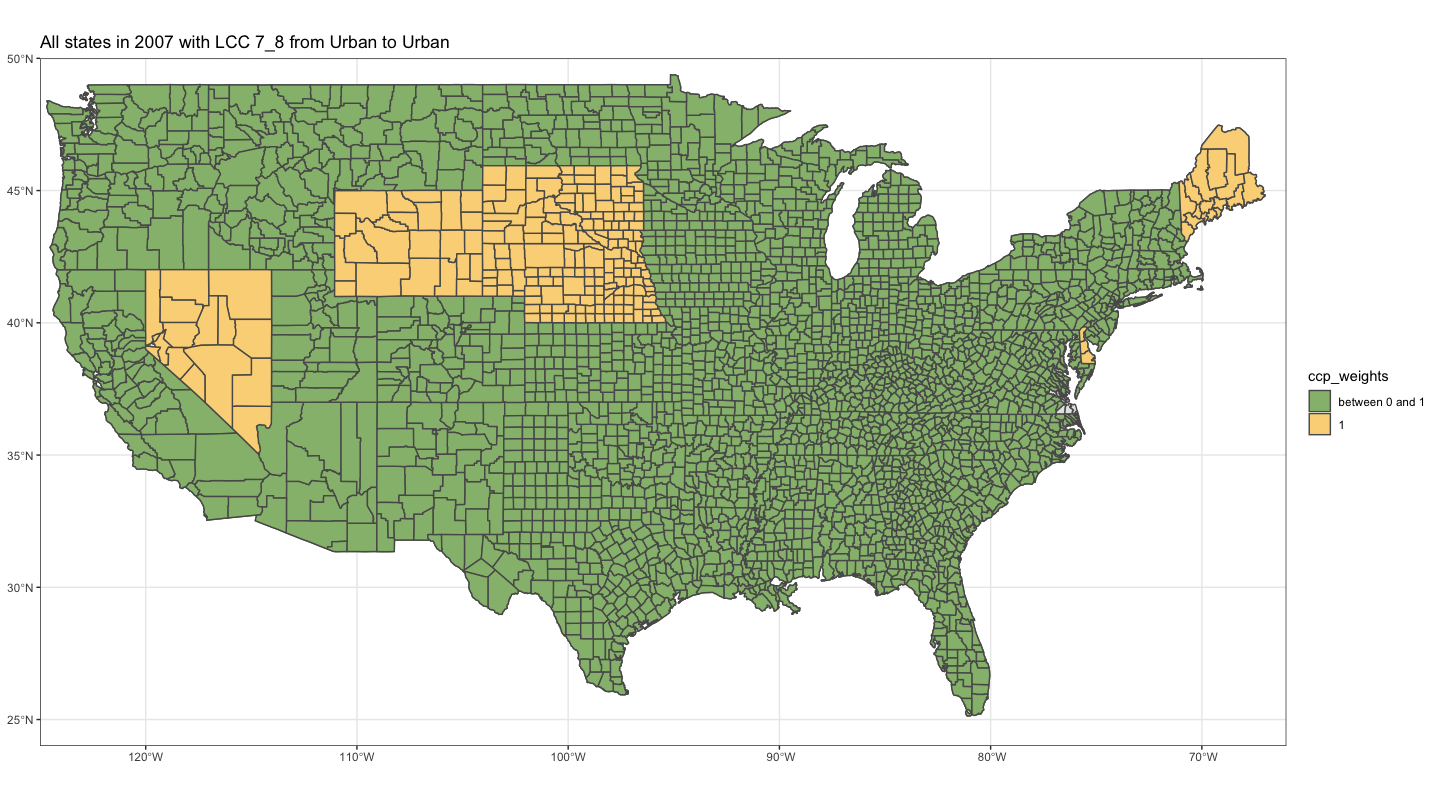 All states in 2007 with LCC 7_8 from Urban to Urban
50°N
45°N
40°N
35°N
30°N
25°N
120°W 110°W 100°W 90°W 80°W 70°W
ccp_weights
between 0 and 1
1